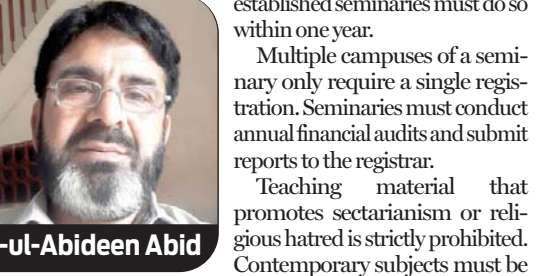 -ul-Abideen Abid
established seminaries must do so
within one year.
Multiple campuses of a semi-
nary only require a single regis-
tration. Seminaries must conduct
annual financial audits and submit
reports to the registrar.
Teaching material that
promotes sectarianism or reli-
gious hatred is strictly prohibited.
Contemporary subjects must be